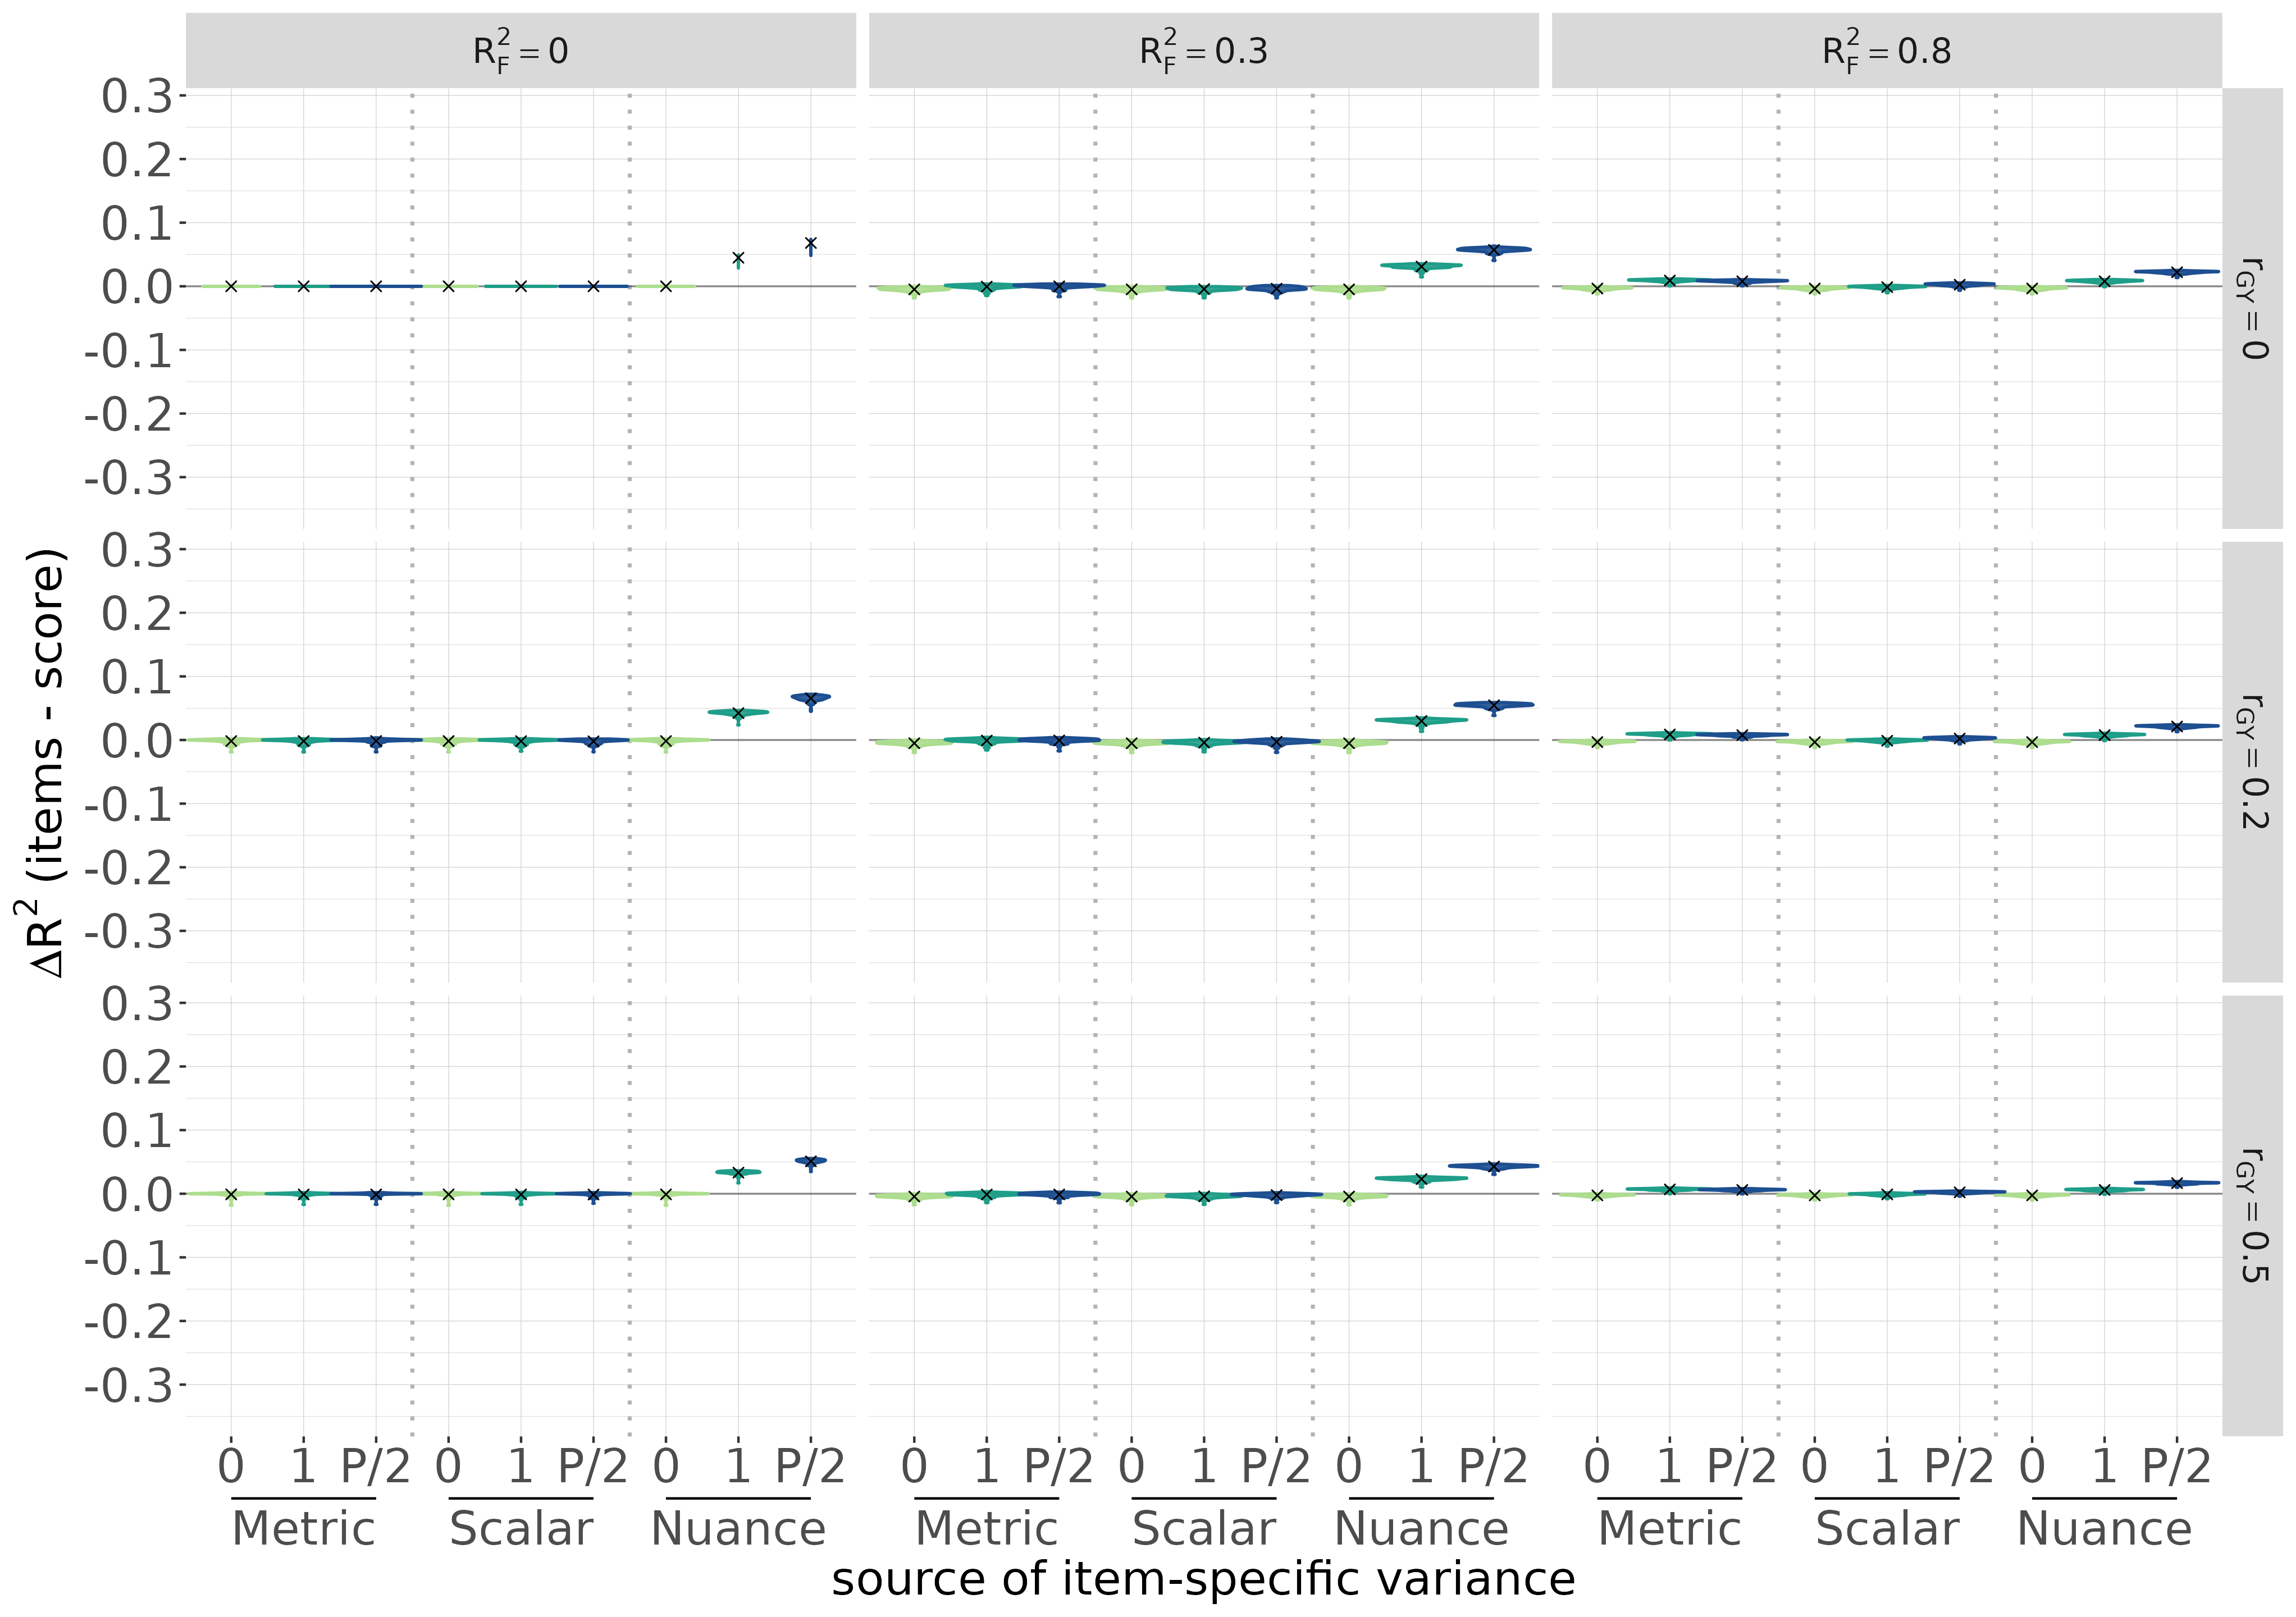 R²F = 0
R²F = 0.3
R²F = 0.8
0.3
0.2
0.1
0.0
-0.1
-0.2
-0.3
rGY = 0
0.3
0.2
0.1
0.0
-0.1
-0.2
-0.3
rGY = 0.2
0.3
0.2
0.1
0.0
-0.1
-0.2
-0.3
rGY = 0.5
ΔR² (items - score)
0 1 P/2 0 1 P/2 0 1 P/2 0 1 P/2 0 1 P/2 0 1 P/2 0 1 P/2 0 1 P/2 0 1 P/2
Metric Scalar Nuance Metric Scalar Nuance Metric Scalar Nuance
source of item-specific variance